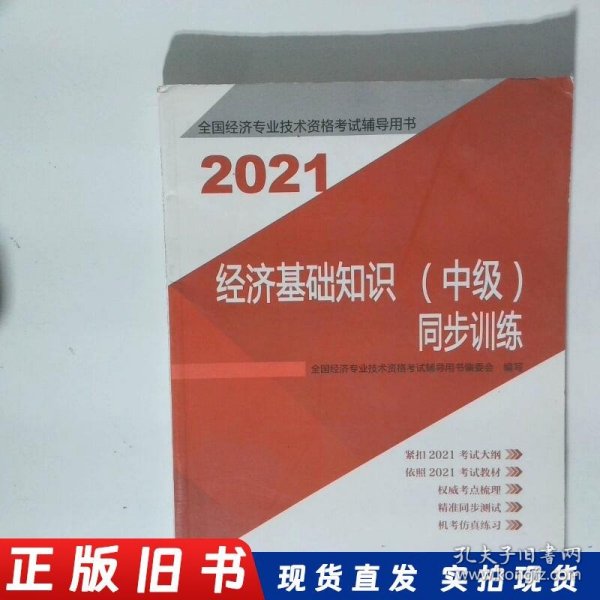 全国经济专业技术资格考试辅导用书
2021
经济基础知识（中级）
同步训练
全国经济专业技术资格考试辅导用书编委会 编写
紧扣2021考试大纲
依照2021考试教材
权威考点梳理
精准同步测试
机考仿真练习
孔夫子旧书网
www.kongfz.com
正版旧书 现货直发 实拍现货